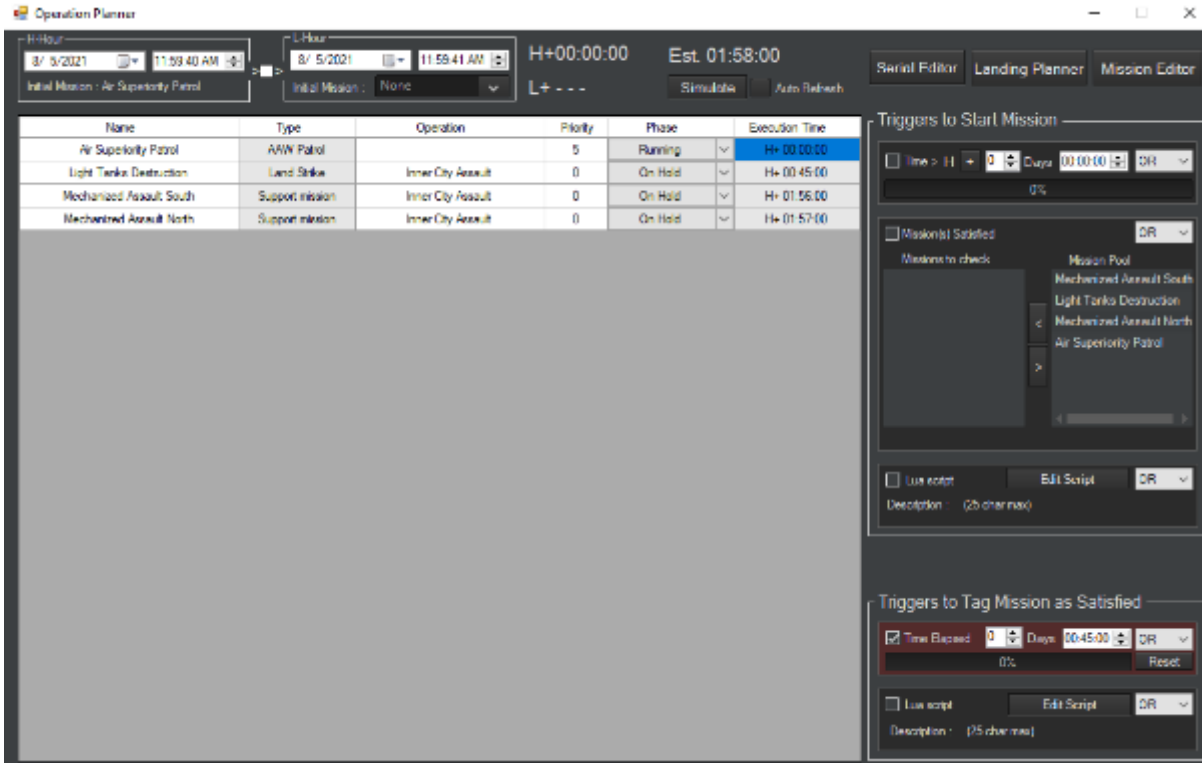 Operation Planner
H-Hour
8/ 5/2021 11:59:40 AM
Initial Mission : Air Superiority Patrol
> >
L-Hour
8/ 5/2021 11:59:41 AM
Initial Mission : None
H+00:00:00
L+ - - -
Est. 01:58:00
Simulate Auto Refresh
Serial Editor Landing Planner Mission Editor
Name Type Operation Priority Phase Execution Time
Air Superiority Patrol AAW Patrol 5 Running H+ 00:00:00
Light Tanks Destruction Land Strike Inner City Assault 0 On Hold H+ 00:45:00
Mechanized Assault South Support mission Inner City Assault 0 On Hold H+ 01:56:00
Mechanized Assault North Support mission Inner City Assault 0 On Hold H+ 01:57:00
Triggers to Start Mission
Time > H + 0 Days 00:00:00 OR
0%
Mission(s) Satisfied OR
Missions to check Mission Pool
Mechanized Assault South
Light Tanks Destruction
< Mechanized Assault North
Air Superiority Patrol
>
Lua script Edit Script OR
Description : (25 char max)
Triggers to Tag Mission as Satisfied
Time Elapsed 0 Days 00:45:00 OR
0% Reset
Lua script Edit Script OR
Description : (25 char max)